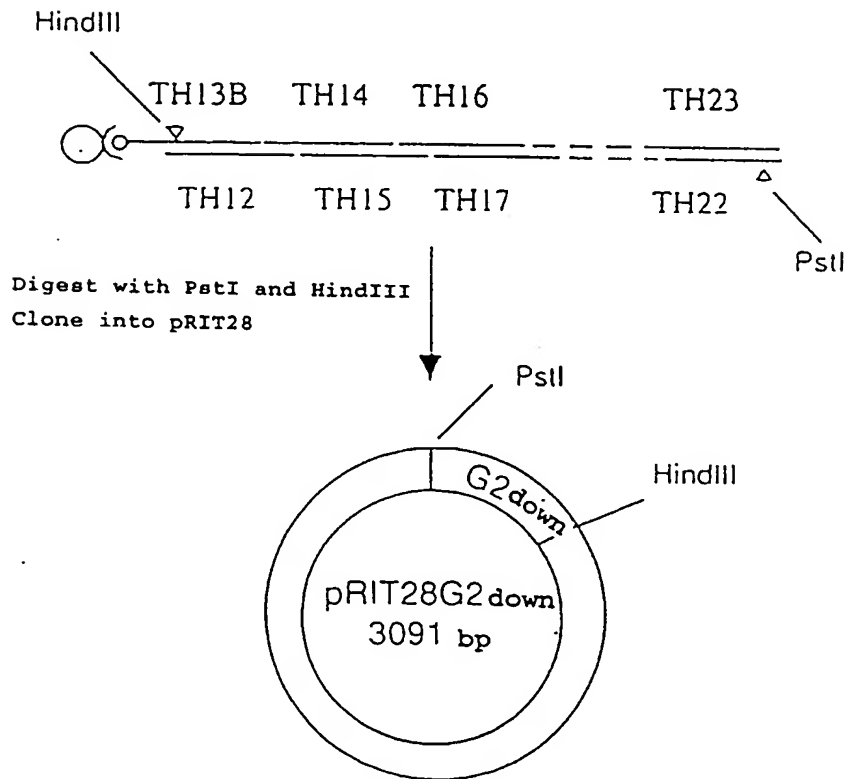 HindIII
TH13B TH14 TH16 TH23
TH12 TH15 TH17 TH22
PstI
Digest with PstI and HindIII
Clone into pRIT28
PstI
HindIII
G2down
pRIT28G2down
3091 bp